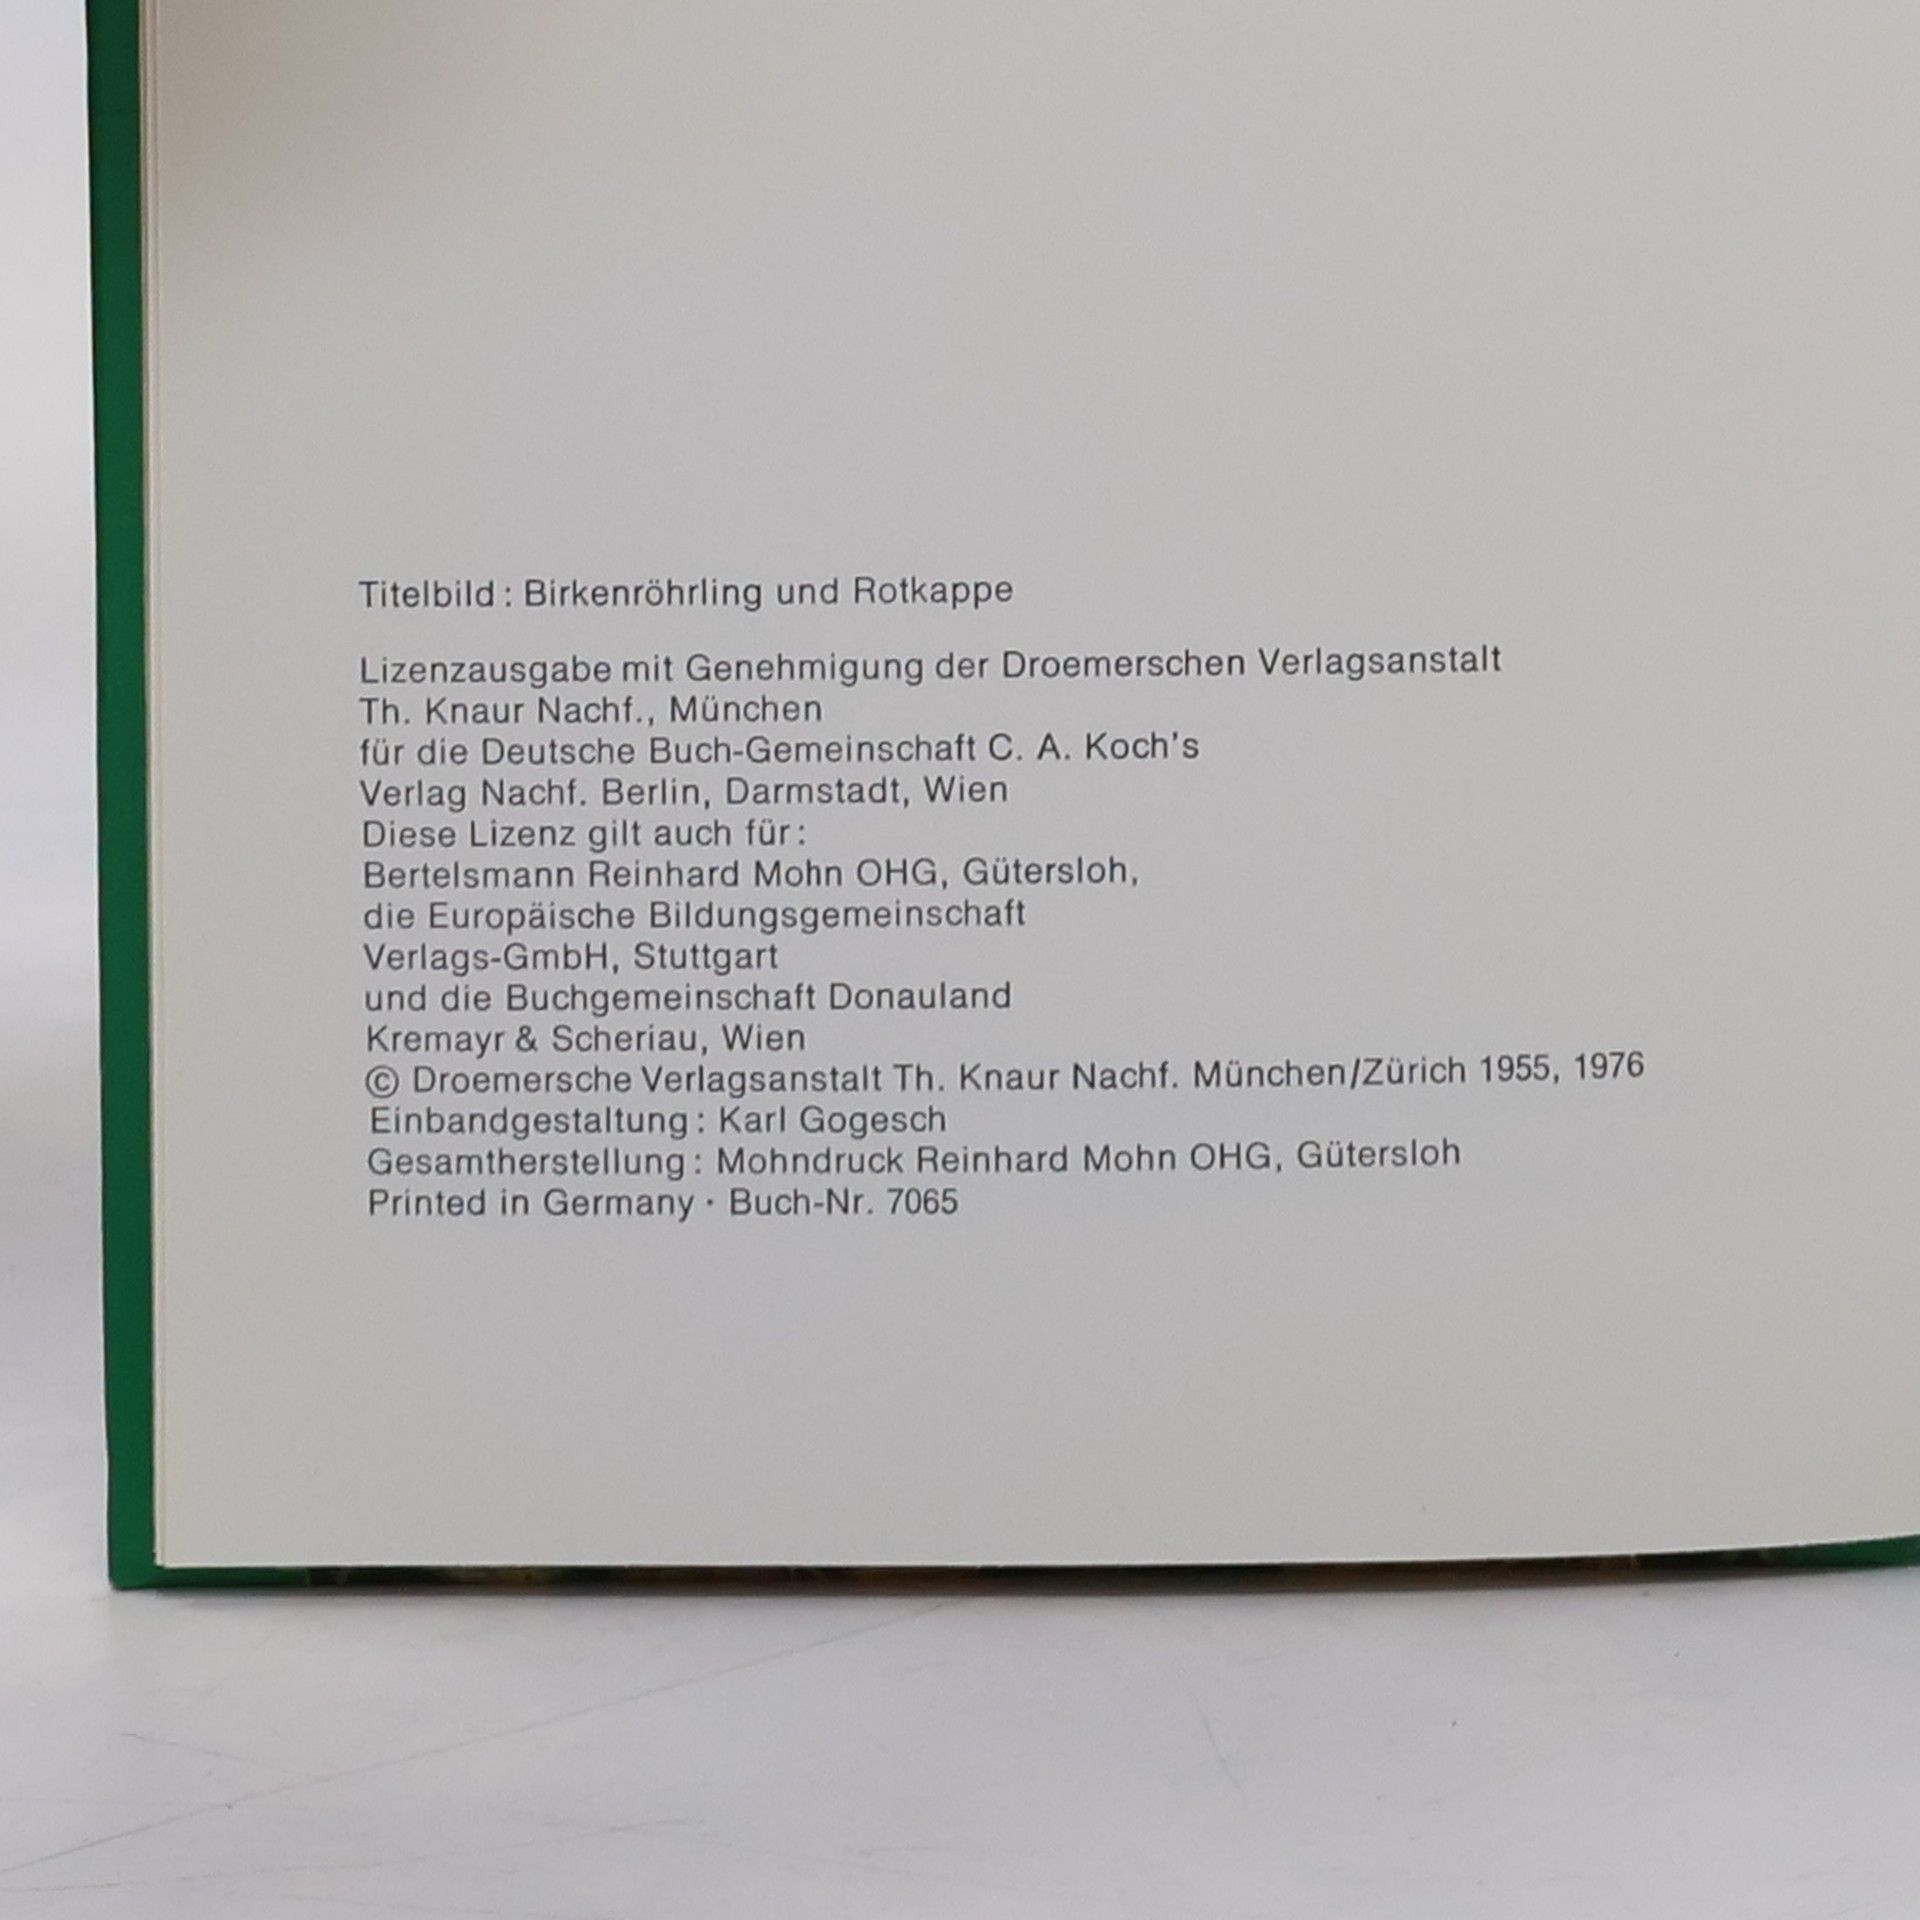 Titelbild: Birkenröhrling und Rotkappe
Lizenzausgabe mit Genehmigung der Droemerschen Verlagsanstalt
Th. Knaur Nachf., München
für die Deutsche Buch-Gemeinschaft C. A. Koch's
Verlag Nachf. Berlin, Darmstadt, Wien
Diese Lizenz gilt auch für:
Bertelsmann Reinhard Mohn OHG, Gütersloh,
die Europäische Bildungsgemeinschaft
Verlags-GmbH, Stuttgart
und die Buchgemeinschaft Donauland
Kremayr & Scheriau, Wien
© Droemersche Verlagsanstalt Th. Knaur Nachf. München/Zürich 1955, 1976
Einbandgestaltung: Karl Gogesch
Gesamtherstellung: Mohndruck Reinhard Mohn OHG, Gütersloh
Printed in Germany · Buch-Nr. 7065